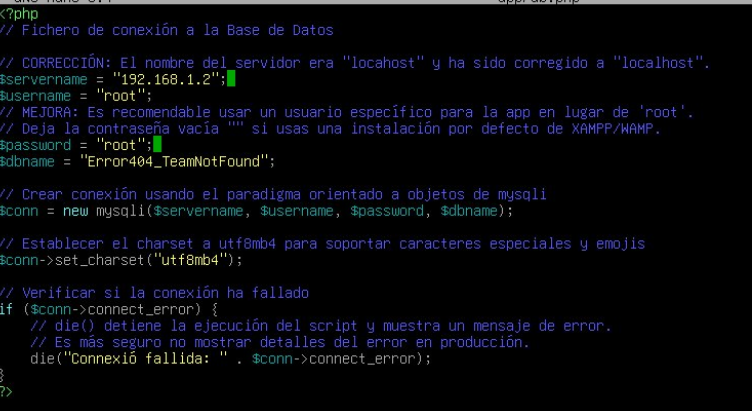 <?php
// Fichero de conexión a la Base de Datos
// CORRECCIÓN: El nombre del servidor era "locahost" y ha sido corregido a "localhost".
$servername = "192.168.1.2";
$username = "root";
// MEJORA: Es recomendable usar un usuario específico para la app en lugar de 'root'.
// Deja la contraseña vacía "" si usas una instalación por defecto de XAMPP/WAMP.
$password = "root";
$dbname = "Error404_TeamNotFound";
// Crear conexión usando el paradigma orientado a objetos de mysqli
$conn = new mysqli($servername, $username, $password, $dbname);
// Establecer el charset a utf8mb4 para soportar caracteres especiales y emojis
$conn->set_charset("utf8mb4");
// Verificar si la conexión ha fallado
if ($conn->connect_error) {
// die() detiene la ejecución del script y muestra un mensaje de error.
// Es más seguro no mostrar detalles del error en producción.
die("Connexió fallida: " . $conn->connect_error);
}
?>